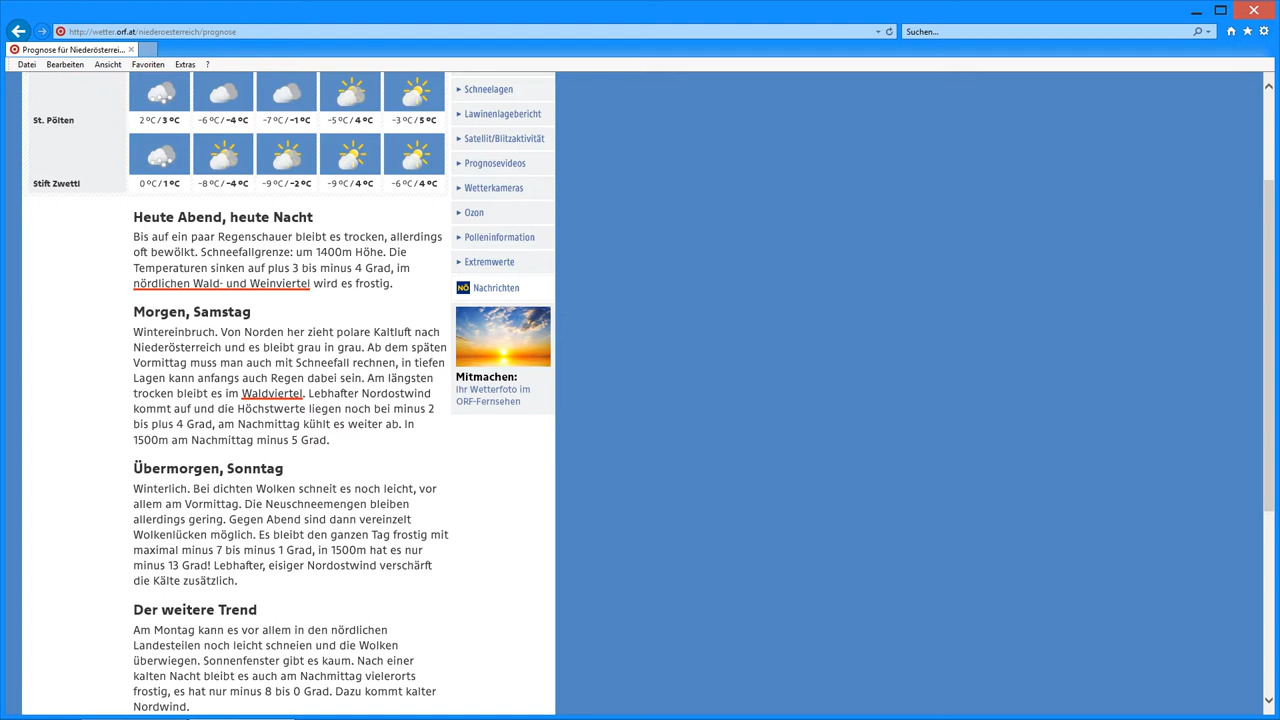 http://wetter.orf.at/niederoesterreich/prognose
Suchen...
Prognose für Niederösterrei...
Datei Bearbeiten Ansicht Favoriten Extras ?
St. Pölten
2 ºC / 3 ºC -6 ºC / -4 ºC -7 ºC / -1 ºC -5 ºC / 4 ºC -3 ºC / 5 ºC
Stift Zwettl
0 ºC / 1 ºC -8 ºC / -4 ºC -9 ºC / -2 ºC -9 ºC / 4 ºC -6 ºC / 4 ºC
Heute Abend, heute Nacht
Bis auf ein paar Regenschauer bleibt es trocken, allerdings
oft bewölkt. Schneefallgrenze: um 1400m Höhe. Die
Temperaturen sinken auf plus 3 bis minus 4 Grad, im
nördlichen Wald- und Weinviertel wird es frostig.
Morgen, Samstag
Wintereinbruch. Von Norden her zieht polare Kaltluft nach
Niederösterreich und es bleibt grau in grau. Ab dem späten
Vormittag muss man auch mit Schneefall rechnen, in tiefen
Lagen kann anfangs auch Regen dabei sein. Am längsten
trocken bleibt es im Waldviertel. Lebhafter Nordostwind
kommt auf und die Höchstwerte liegen noch bei minus 2
bis plus 4 Grad, am Nachmittag kühlt es weiter ab. In
1500m am Nachmittag minus 5 Grad.
Übermorgen, Sonntag
Winterlich. Bei dichten Wolken schneit es noch leicht, vor
allem am Vormittag. Die Neuschneemengen bleiben
allerdings gering. Gegen Abend sind dann vereinzelt
Wolkenlücken möglich. Es bleibt den ganzen Tag frostig mit
maximal minus 7 bis minus 1 Grad, in 1500m hat es nur
minus 13 Grad! Lebhafter, eisiger Nordostwind verschärft
die Kälte zusätzlich.
Der weitere Trend
Am Montag kann es vor allem in den nördlichen
Landesteilen noch leicht schneien und die Wolken
überwiegen. Sonnenfenster gibt es kaum. Nach einer
kalten Nacht bleibt es auch am Nachmittag vielerorts
frostig, es hat nur minus 8 bis 0 Grad. Dazu kommt kalter
Nordwind.
Schneelagen
Lawinenlagebericht
Satellit/Blitzaktivität
Prognosevideos
Wetterkameras
Ozon
Polleninformation
Extremwerte
NÖ Nachrichten
Mitmachen:
Ihr Wetterfoto im
ORF-Fernsehen